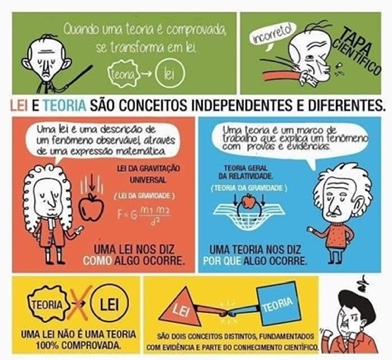 Quando uma teoria é comprovada,
se transforma em lei.
teoria
lei
incorreto!
TAPA
CIENTÍFICO
LEI E TEORIA SÃO CONCEITOS INDEPENDENTES E DIFERENTES.
Uma lei é uma descrição de
um fenômeno observável, através
de uma expressão matemática.
LEI DA GRAVITAÇÃO
UNIVERSAL
( LEI DA GRAVIDADE )
F = G m1 m2
d²
UMA LEI NOS DIZ
COMO ALGO OCORRE.
Uma teoria é um marco de
trabalho que explica um fenômeno
com provas e evidências.
TEORIA GERAL
DA RELATIVIDADE.
(TEORIA DA GRAVIDADE )
UMA TEORIA NOS DIZ
POR QUE ALGO OCORRE.
TEORIA
LEI
UMA LEI NÃO É UMA TEORIA
100% COMPROVADA.
LEI
TEORIA
SÃO DOIS CONCEITOS DISTINTOS, FUNDAMENTADOS
COM EVIDÊNCIA E PARTE DO CONHECIMENTO CIENTÍFICO.